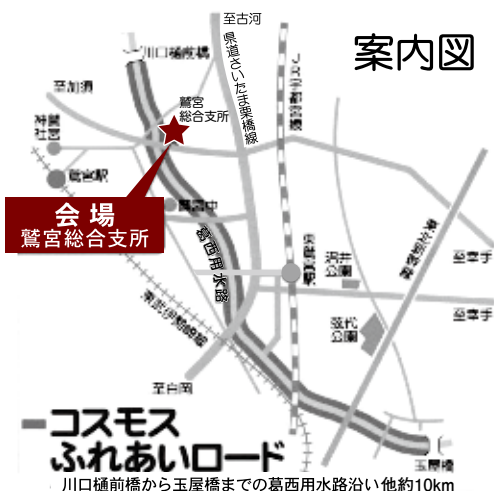 至古河
案内図
川口樋前橋
県道さいたま栗橋線
至加須
鷲宮
総合支所
鷲宮
神社
鷲宮駅
会場
鷲宮総合支所
鷲宮中
葛西用水路
沼井
公園
至幸手
弦代
公園
至幸手
東武伊勢崎線
至白岡
コスモス
ふれあいロード
玉屋橋
川口樋前橋から玉屋橋までの葛西用水路沿い他約10km